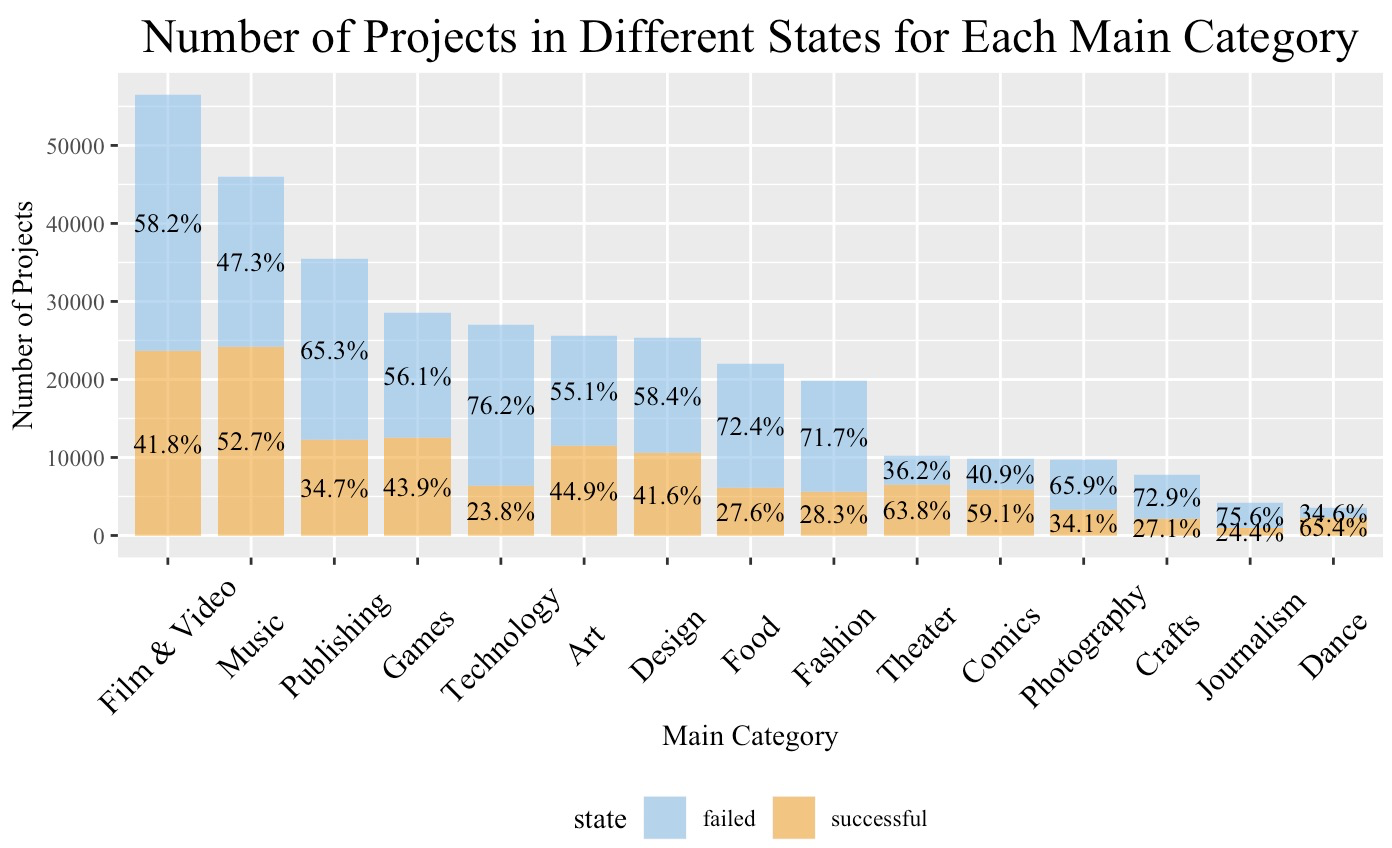 Number of Projects in Different States for Each Main Category
Number of Projects
50000
40000
30000
20000
10000
0
58.2%
41.8%
47.3%
52.7%
65.3%
34.7%
56.1%
43.9%
76.2%
23.8%
55.1%
44.9%
58.4%
41.6%
72.4%
27.6%
71.7%
28.3%
36.2%
63.8%
40.9%
59.1%
65.9%
34.1%
72.9%
27.1%
75.6%
24.4%
34.6%
65.4%
Film & Video
Music
Publishing
Games
Technology
Art
Design
Food
Fashion
Theater
Comics
Photography
Crafts
Journalism
Dance
Main Category
state
failed
successful